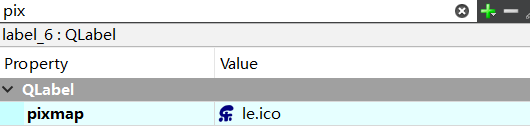 pix
label_6 : QLabel
Property Value
QLabel
pixmap le.ico